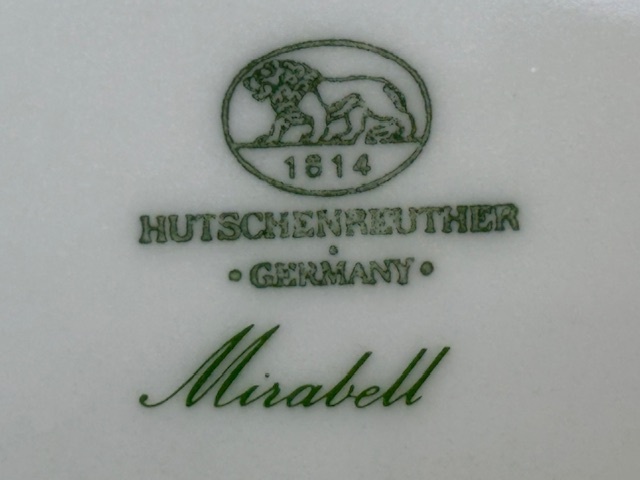 1814
HUTSCHENREUTHER
• GERMANY •
Mirabell